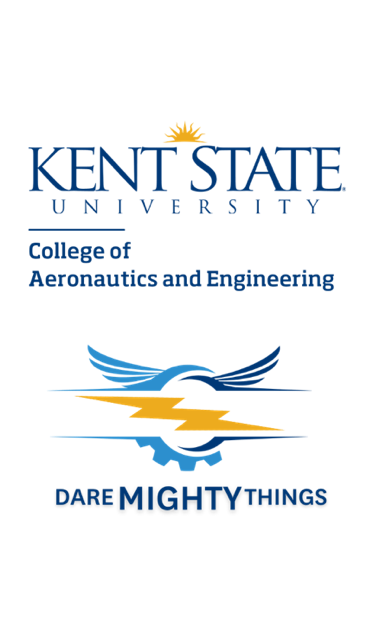 KENT STATE
UNIVERSITY
College of
Aeronautics and Engineering
DARE MIGHTY THINGS